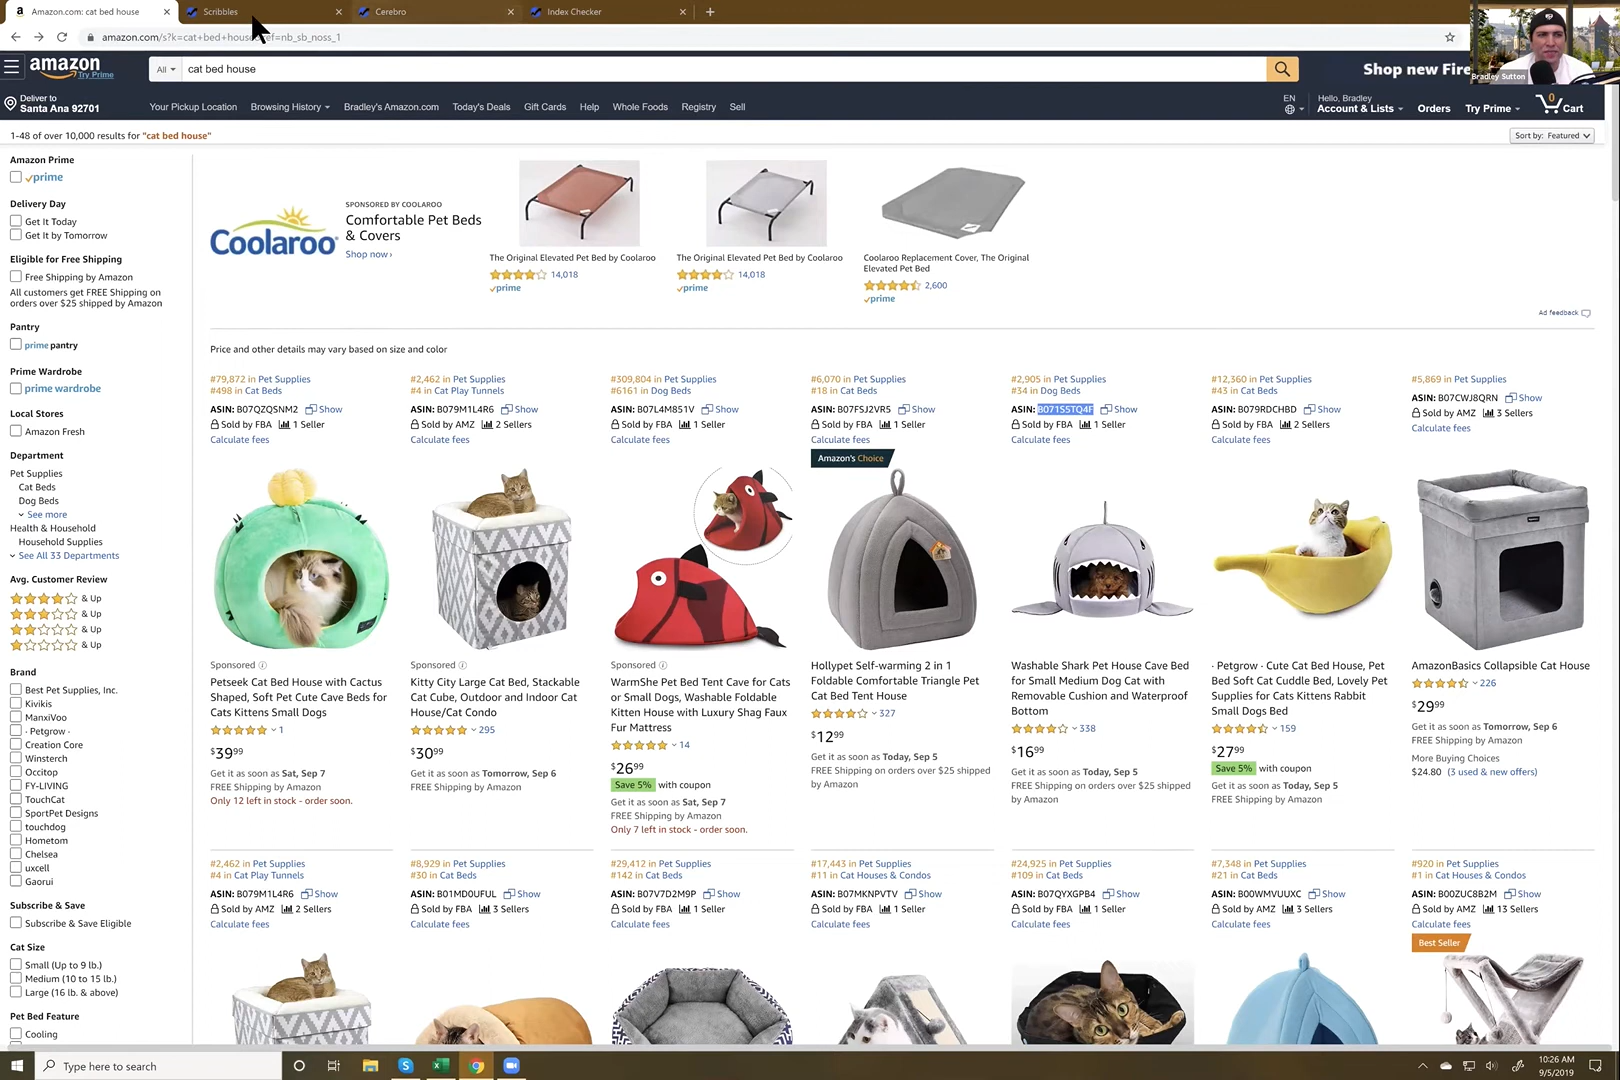 Amazon.com: cat bed house
Scribbles
Cerebro
Index Checker
amazon.com/s?k=cat+bed+house&ref=nb_sb_noss_1
Bradley Sutton
amazon
Try Prime
All
cat bed house
Shop new Fire
Deliver to
Santa Ana 92701
Your Pickup Location
Browsing History
Bradley's Amazon.com
Today's Deals
Gift Cards
Help
Whole Foods
Registry
Sell
EN
Hello, Bradley
Account & Lists
Orders
Try Prime
0
Cart
1-48 of over 10,000 results for "cat bed house"
Sort by: Featured
Amazon Prime
prime
Delivery Day
Get It Today
Get It by Tomorrow
Eligible for Free Shipping
Free Shipping by Amazon
All customers get FREE Shipping on
orders over $25 shipped by Amazon
Pantry
prime pantry
Prime Wardrobe
prime wardrobe
Local Stores
Amazon Fresh
Department
Pet Supplies
Cat Beds
Dog Beds
See more
Health & Household
Household Supplies
See All 33 Departments
Avg. Customer Review
& Up
& Up
& Up
& Up
Brand
Best Pet Supplies, Inc.
Kivikis
ManxiVoo
· Petgrow ·
Creation Core
Winsterch
Occitop
FY-LIVING
TouchCat
SportPet Designs
touchdog
Hometom
Chelsea
uxcell
Gaorui
Subscribe & Save
Subscribe & Save Eligible
Cat Size
Small (Up to 9 lb.)
Medium (10 to 15 lb.)
Large (16 lb. & above)
Pet Bed Feature
Cooling
Coolaroo
SPONSORED BY COOLAROO
Comfortable Pet Beds
& Covers
Shop now ›
The Original Elevated Pet Bed by Coolaroo
14,018
prime
The Original Elevated Pet Bed by Coolaroo
14,018
prime
Coolaroo Replacement Cover, The Original
Elevated Pet Bed
2,600
prime
Ad feedback
Price and other details may vary based on size and color
#79,872 in Pet Supplies
#498 in Cat Beds
ASIN: B07QZQSNM2 Show
Sold by FBA 1 Seller
Calculate fees
Sponsored
Petseek Cat Bed House with Cactus
Shaped, Soft Pet Cute Cave Beds for
Cats Kittens Small Dogs
1
$3999
Get it as soon as Sat, Sep 7
FREE Shipping by Amazon
Only 12 left in stock - order soon.
#2,462 in Pet Supplies
#4 in Cat Play Tunnels
ASIN: B079M1L4R6 Show
Sold by AMZ 2 Sellers
Calculate fees
Sponsored
Kitty City Large Cat Bed, Stackable
Cat Cube, Outdoor and Indoor Cat
House/Cat Condo
295
$3099
Get it as soon as Tomorrow, Sep 6
FREE Shipping by Amazon
#309,804 in Pet Supplies
#6161 in Dog Beds
ASIN: B07L4M851V Show
Sold by FBA 1 Seller
Calculate fees
Sponsored
WarmShe Pet Bed Tent Cave for Cats
or Small Dogs, Washable Foldable
Kitten House with Luxury Shag Faux
Fur Mattress
14
$2699
Save 5% with coupon
Get it as soon as Sat, Sep 7
FREE Shipping by Amazon
Only 7 left in stock - order soon.
#6,070 in Pet Supplies
#18 in Cat Beds
ASIN: B07FSJ2VR5 Show
Sold by FBA 1 Seller
Calculate fees
Amazon's Choice
Hollypet Self-warming 2 in 1
Foldable Comfortable Triangle Pet
Cat Bed Tent House
327
$1299
Get it as soon as Today, Sep 5
FREE Shipping on orders over $25 shipped
by Amazon
#2,905 in Pet Supplies
#34 in Dog Beds
ASIN: B071S5TQ4F Show
Sold by FBA 1 Seller
Calculate fees
Washable Shark Pet House Cave Bed
for Small Medium Dog Cat with
Removable Cushion and Waterproof
Bottom
338
$1699
Get it as soon as Today, Sep 5
FREE Shipping on orders over $25 shipped
by Amazon
#12,360 in Pet Supplies
#43 in Cat Beds
ASIN: B079RDCHBD Show
Sold by FBA 2 Sellers
Calculate fees
· Petgrow · Cute Cat Bed House, Pet
Bed Soft Cat Cuddle Bed, Lovely Pet
Supplies for Cats Kittens Rabbit
Small Dogs Bed
159
$2799
Save 5% with coupon
Get it as soon as Today, Sep 5
FREE Shipping by Amazon
#5,869 in Pet Supplies
ASIN: B07CWJ8QRN Show
Sold by AMZ 3 Sellers
Calculate fees
AmazonBasics Collapsible Cat House
226
$2999
Get it as soon as Tomorrow, Sep 6
FREE Shipping by Amazon
More Buying Choices
$24.80 (3 used & new offers)
#2,462 in Pet Supplies
#4 in Cat Play Tunnels
ASIN: B079M1L4R6 Show
Sold by AMZ 2 Sellers
Calculate fees
#8,929 in Pet Supplies
#30 in Cat Beds
ASIN: B01MD0UFUL Show
Sold by FBA 3 Sellers
Calculate fees
#29,412 in Pet Supplies
#142 in Cat Beds
ASIN: B07V7D2M9P Show
Sold by FBA 1 Seller
Calculate fees
#17,443 in Pet Supplies
#11 in Cat Houses & Condos
ASIN: B07MKNPVTV Show
Sold by FBA 1 Seller
Calculate fees
#24,925 in Pet Supplies
#109 in Cat Beds
ASIN: B07QYXGPB4 Show
Sold by FBA 1 Seller
Calculate fees
#7,348 in Pet Supplies
#21 in Cat Beds
ASIN: B00WMVUUXC Show
Sold by AMZ 3 Sellers
Calculate fees
#920 in Pet Supplies
#1 in Cat Houses & Condos
ASIN: B00ZUC8B2M Show
Sold by AMZ 13 Sellers
Calculate fees
Best Seller
Type here to search
10:26 AM
9/5/2019